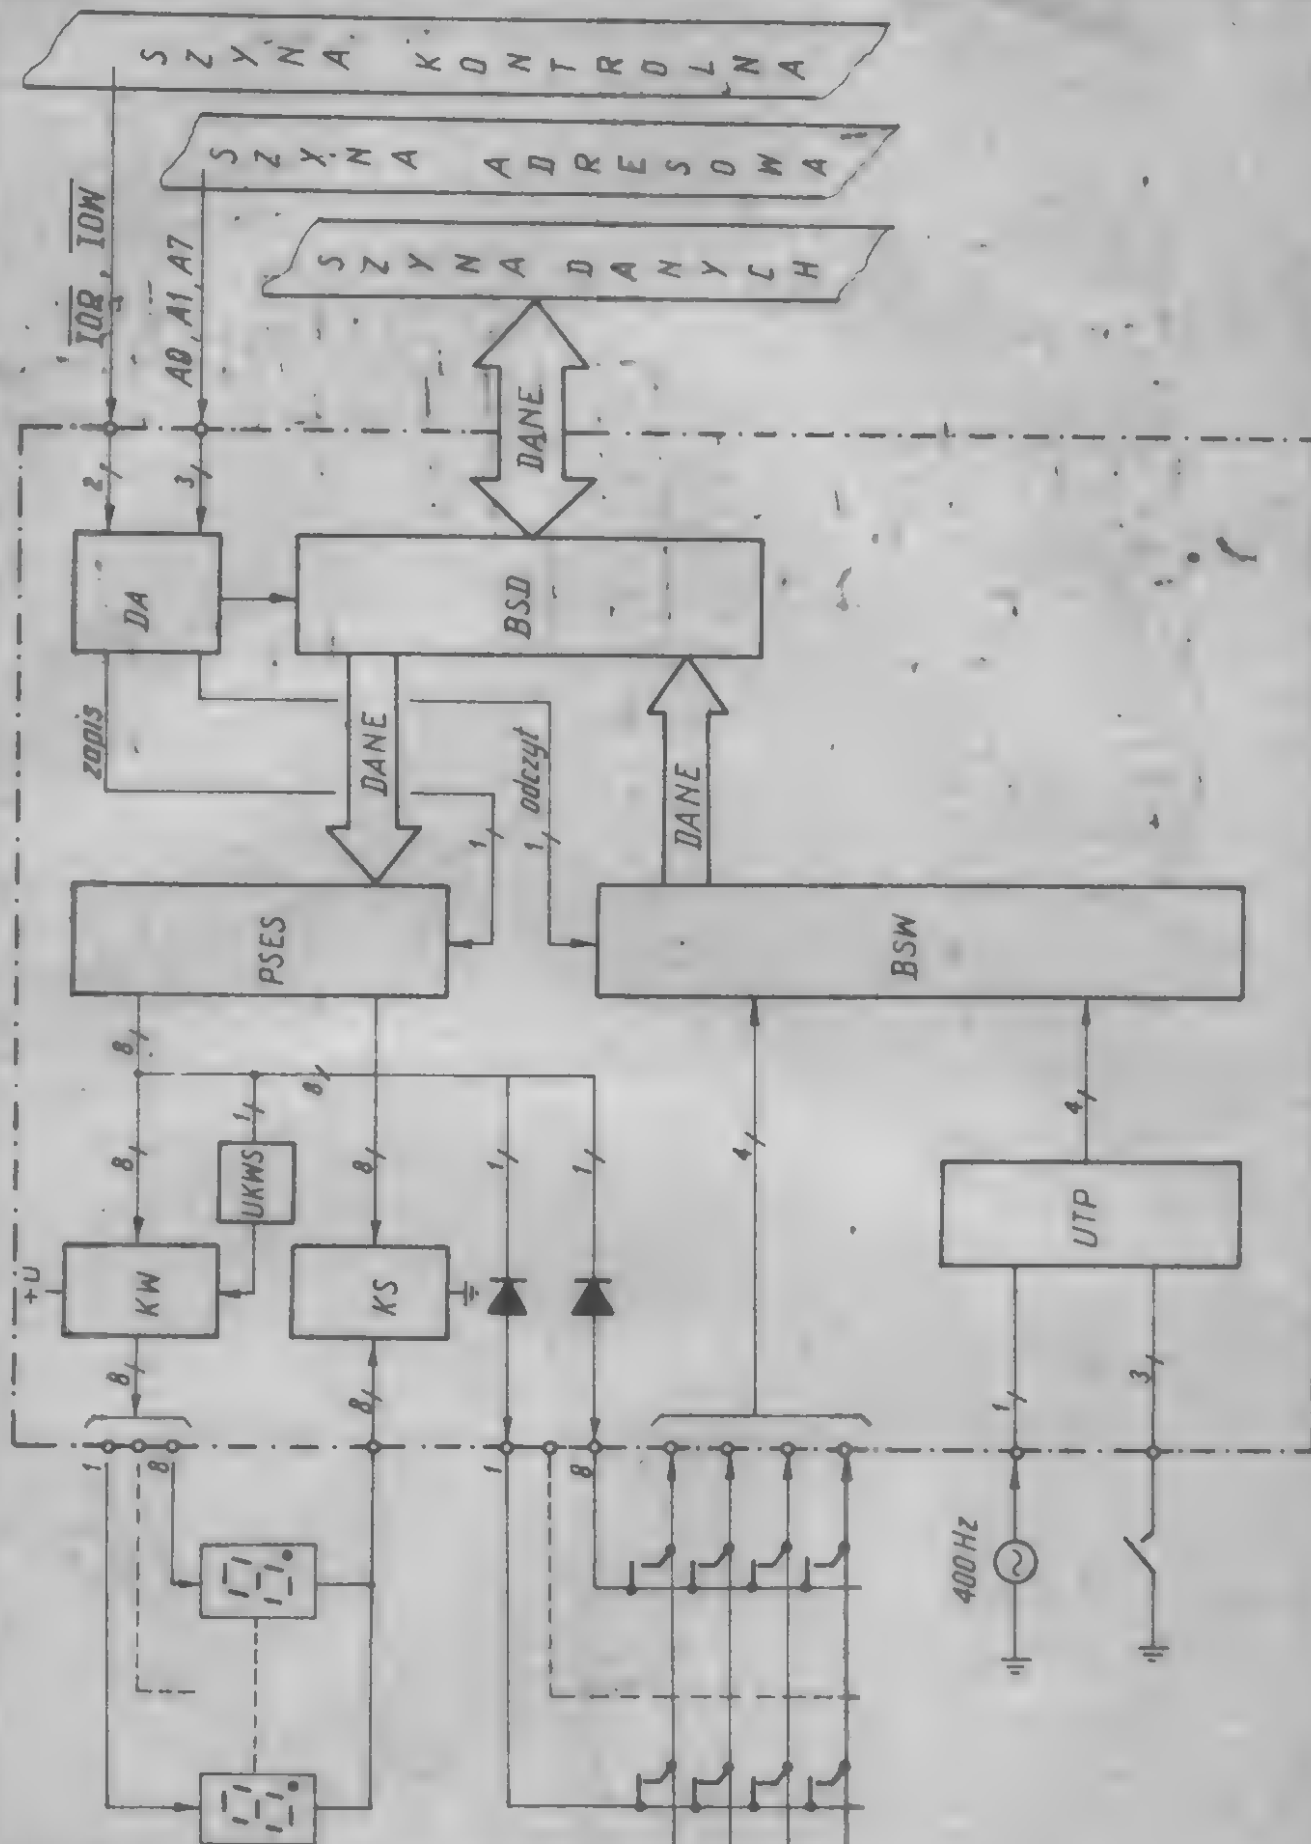 SZYNA KONTROLNA
SZYNA ADRESOWA
SZYNA DANYCH
IOR, IOW
A0, A1, A7
DANE
2
3
DA
BSD
zapis
DANE
1
1
odczyt
DANE
PSES
BSW
8
8
8
1
UKWS
8
1
1
4
4
+U
KW
KS
UTP
8
8
1
3
1
8
1
8
400Hz